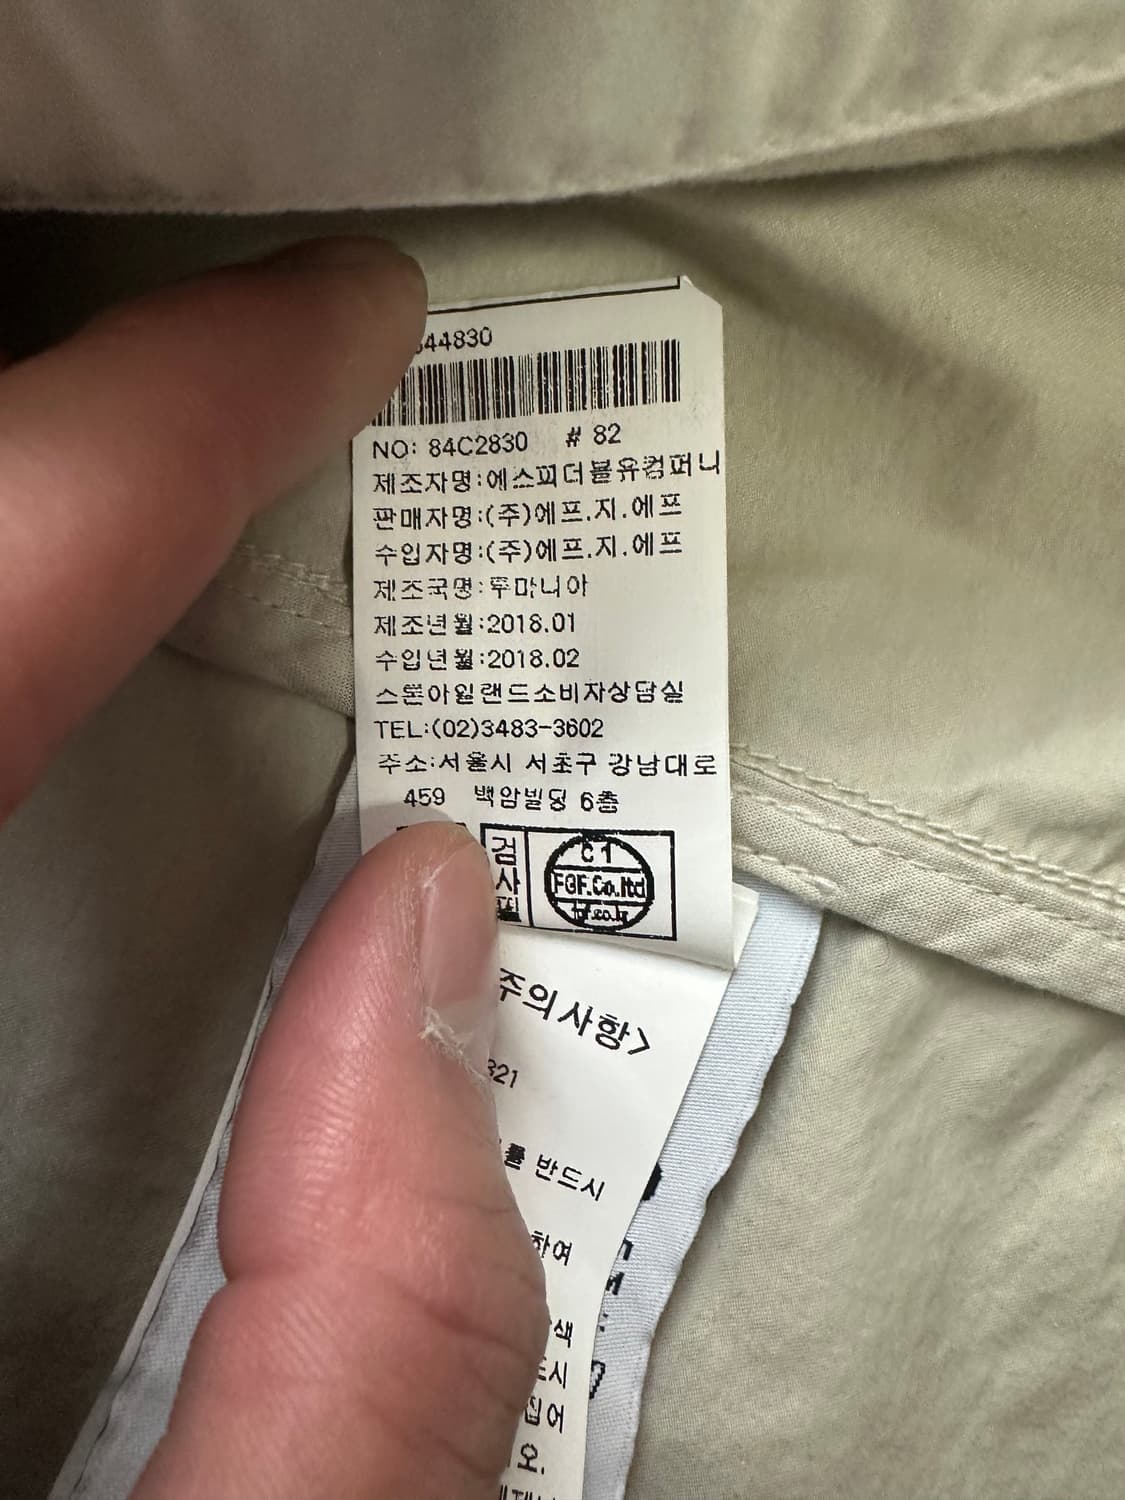 44830
NO: 84C2830 # 82
제조자명:에스피더블유컴퍼니
판매자명:(주)에프.지.에프
수입자명:(주)에프.지.에프
제조국명:루마니아
제조년월:2018.01
수입년월:2018.02
스톤아일랜드소비자상담실
TEL:(02)3483-3602
주소:서울시 서초구 강남대로
459 백암빌딩 6층
검사필
C1
FGF.Co.ltd
fgf.co.kr
주의사항>
321
를 반드시
하여
색
드시
집어
오.